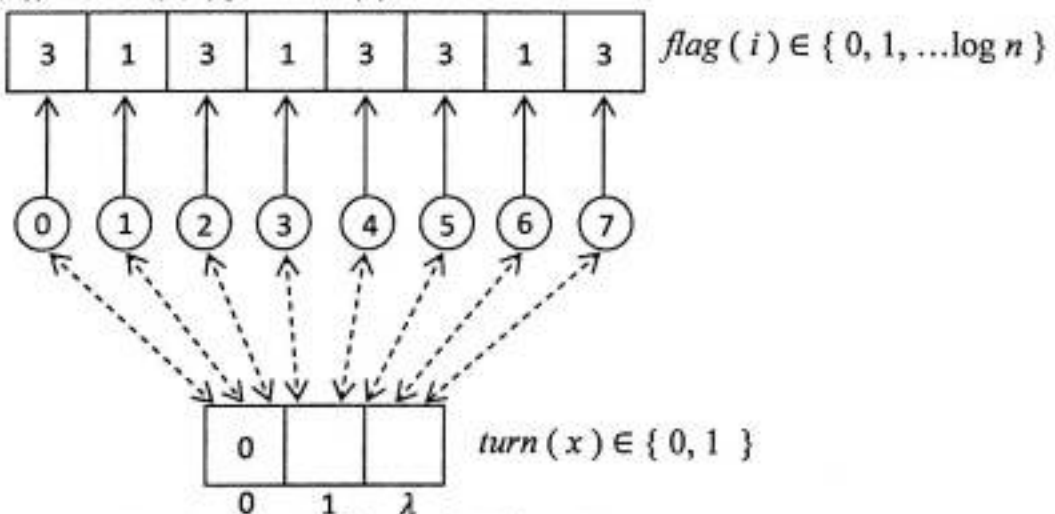 3 1 3 1 3 3 1 3 flag ( i ) ∈ { 0, 1, ...log n }
0 1 2 3 4 5 6 7
0 turn ( x ) ∈ { 0, 1 }
0 1 λ